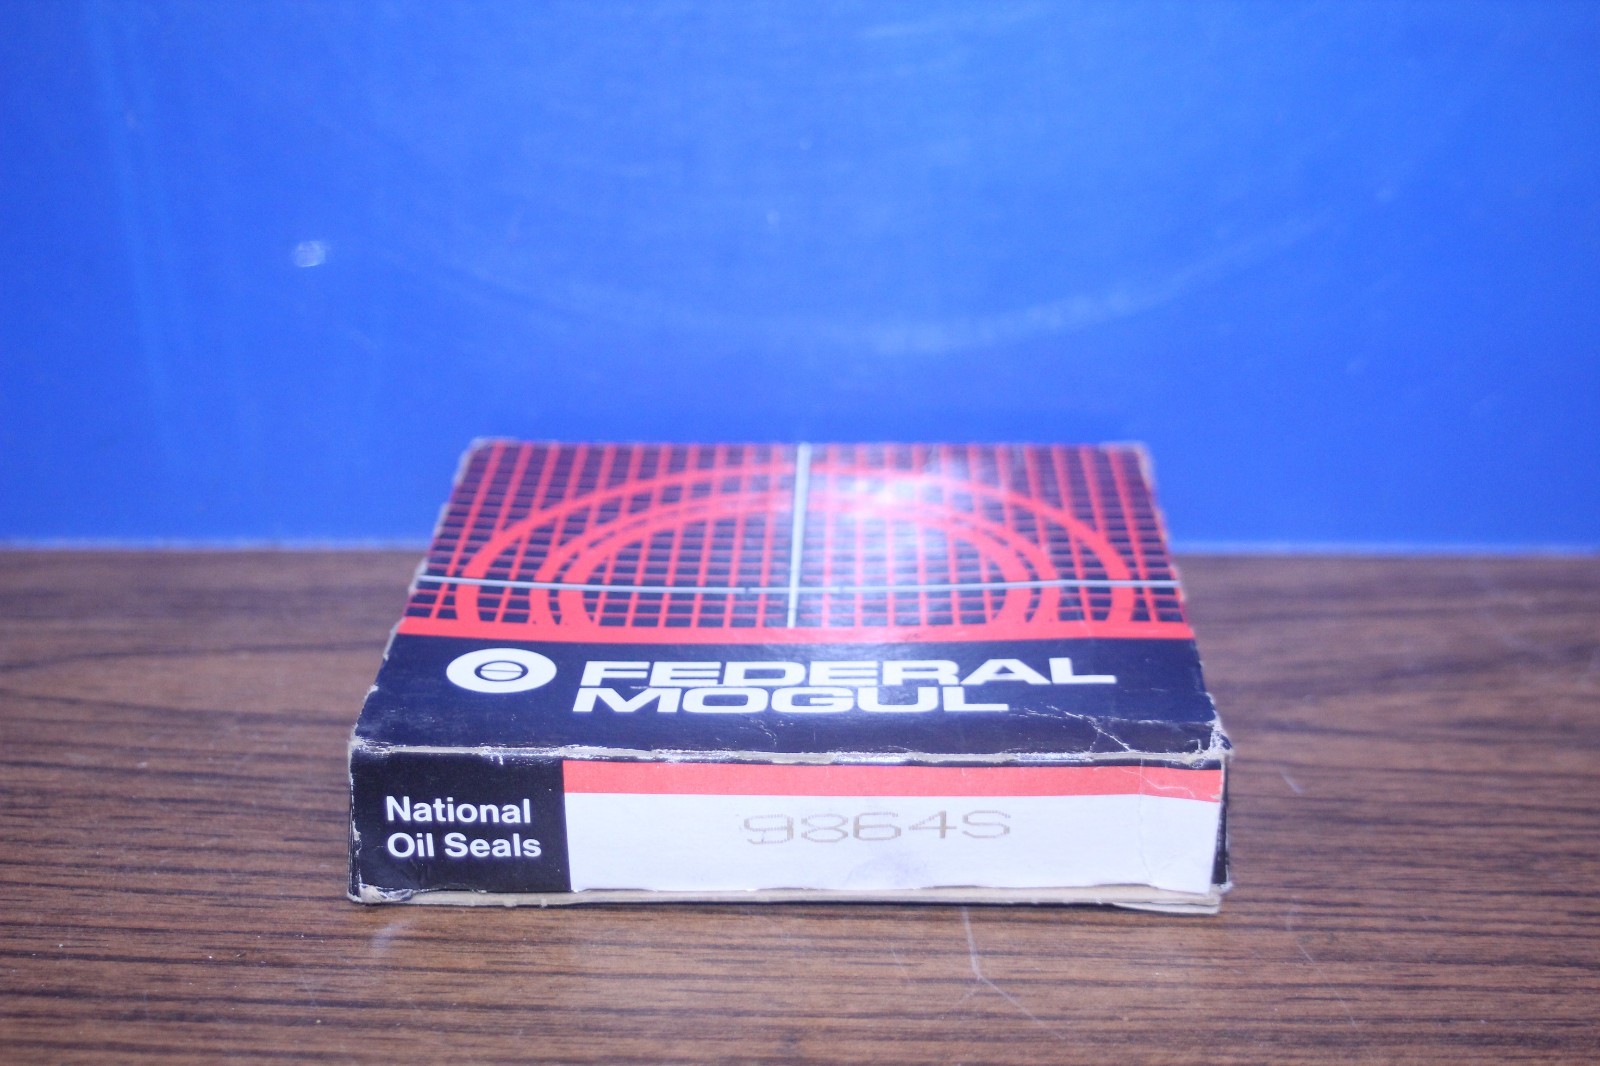 FEDERAL
MOGUL
National
Oil Seals
9864S